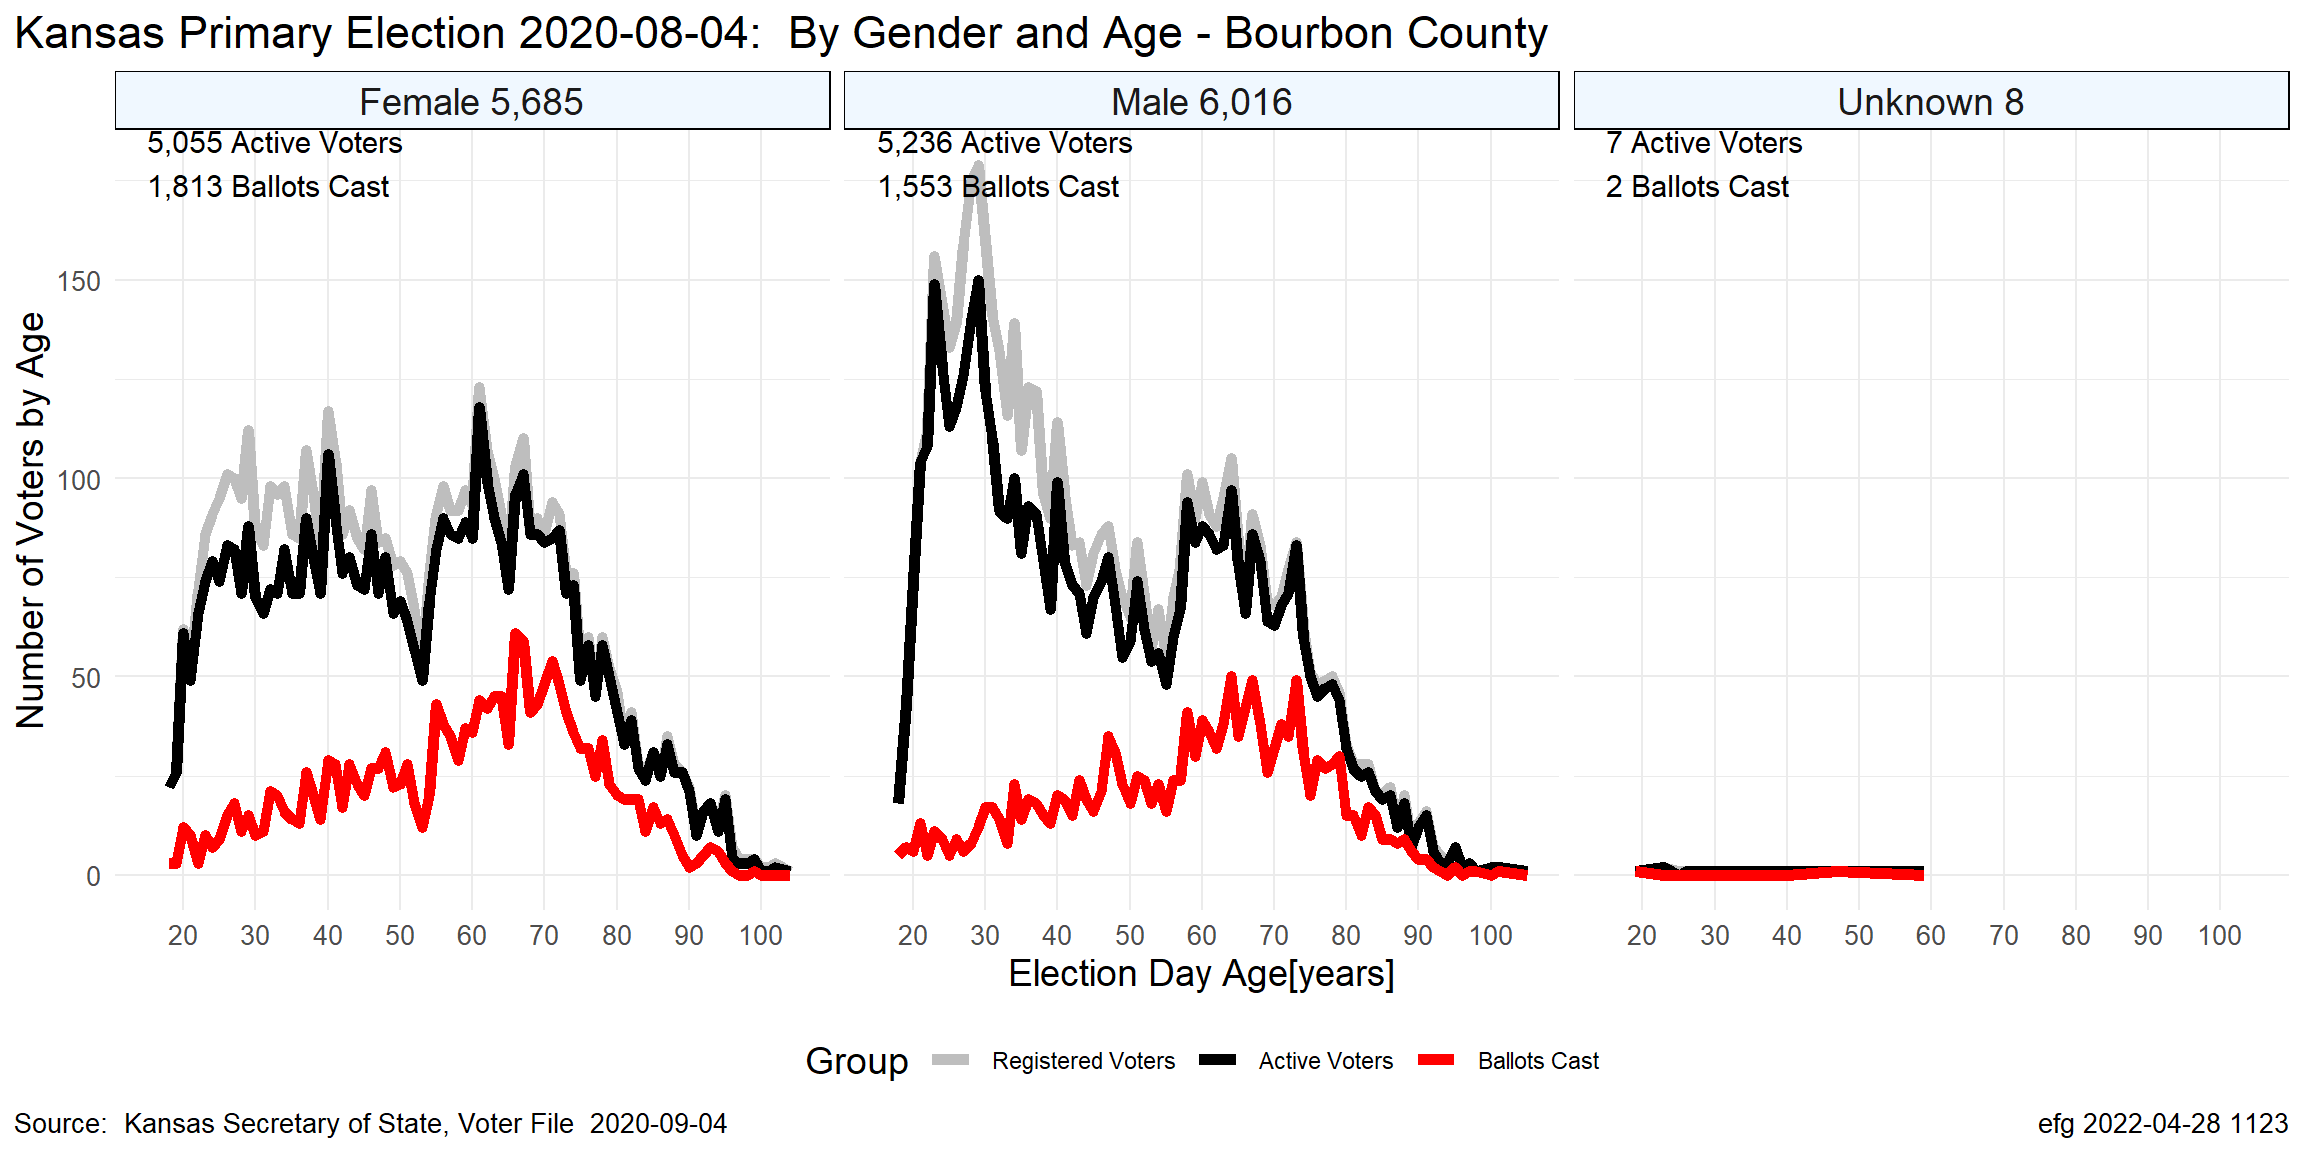 Kansas Primary Election 2020-08-04:  By Gender and Age - Bourbon County
Female 5,685
Male 6,016
Unknown 8
5,055 Active Voters
1,813 Ballots Cast
5,236 Active Voters
1,553 Ballots Cast
7 Active Voters
2 Ballots Cast
Number of Voters by Age
150
100
50
0
20 30 40 50 60 70 80 90 100
20 30 40 50 60 70 80 90 100
20 30 40 50 60 70 80 90 100
Election Day Age[years]
Group Registered Voters Active Voters Ballots Cast
Source:  Kansas Secretary of State, Voter File  2020-09-04
efg 2022-04-28 1123